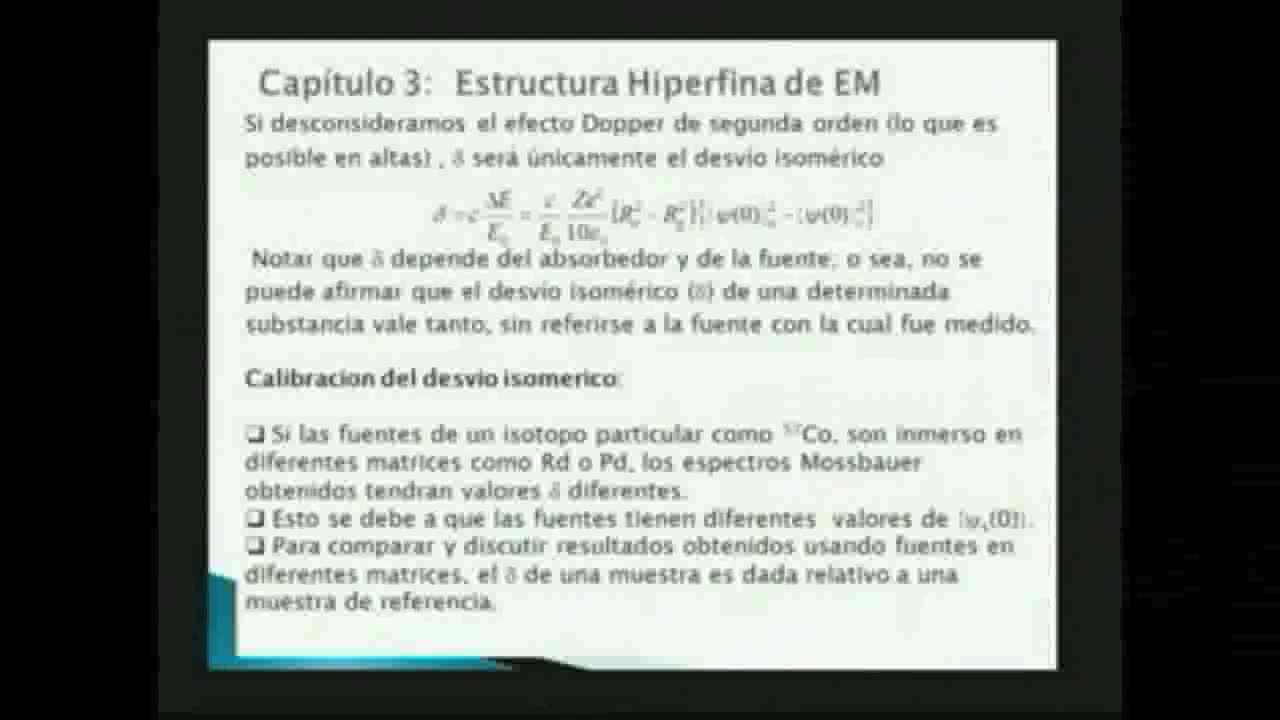 Capítulo 3: Estructura Hiperfina de EM
Si desconsideramos el efecto Dopper de segunda orden (lo que es
posible en altas) , δ será únicamente el desvio isomérico
Notar que δ depende del absorbedor y de la fuente, o sea, no se
puede afirmar que el desvio isomérico (δ) de una determinada
substancia vale tanto, sin referirse a la fuente con la cual fue medido.
Calibracion del desvio isomerico:
❑ Si las fuentes de un isotopo particular como ⁵⁷Co, son inmerso en
diferentes matrices como Rd o Pd, los espectros Mossbauer
obtenidos tendran valores δ diferentes.
❑ Esto se debe a que las fuentes tienen diferentes valores de
❑ Para comparar y discutir resultados obtenidos usando fuentes en
diferentes matrices, el δ de una muestra es dada relativo a una
muestra de referencia.